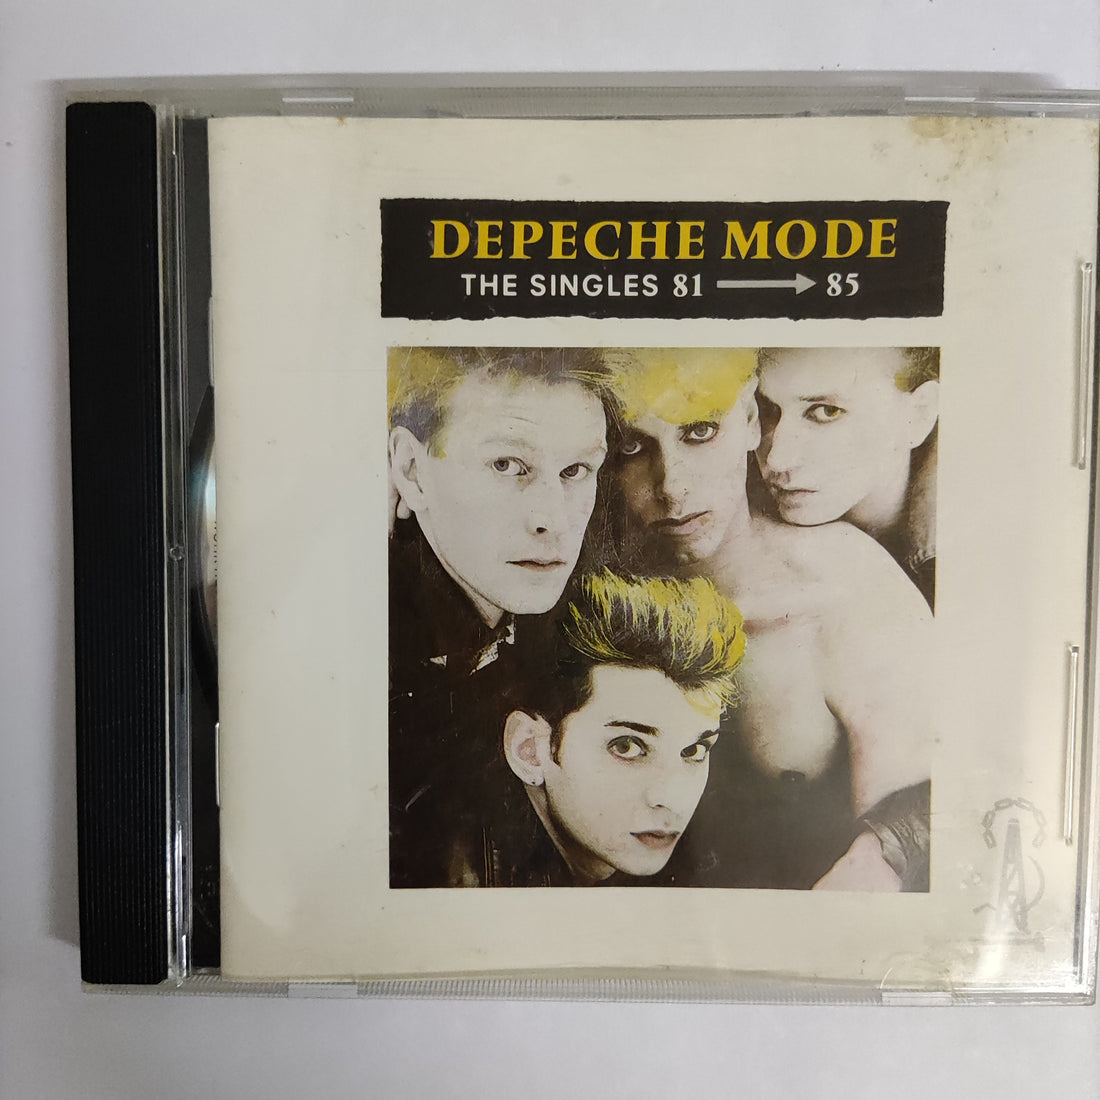 DEPECHE MODE
THE SINGLES 81 → 85